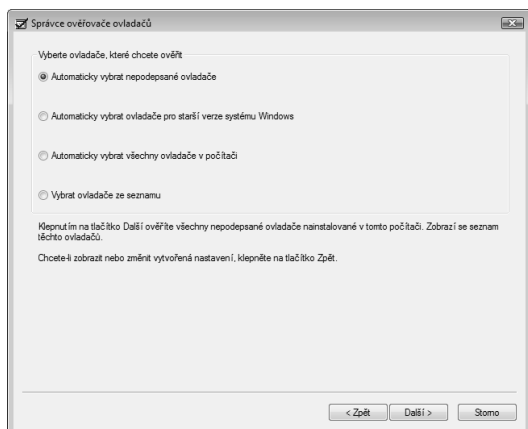 Správce ověřovače ovladačů
Vyberte ovladače, které chcete ověřit
Automaticky vybrat nepodepsané ovladače
Automaticky vybrat ovladače pro starší verze systému Windows
Automaticky vybrat všechny ovladače v počítači
Vybrat ovladače ze seznamu
Klepnutím na tlačítko Další ověříte všechny nepodepsané ovladače nainstalované v tomto počítači. Zobrazí se seznam
těchto ovladačů.
Chcete-li zobrazit nebo změnit vytvořená nastavení, klepněte na tlačítko Zpět.
< Zpět Další > Storno